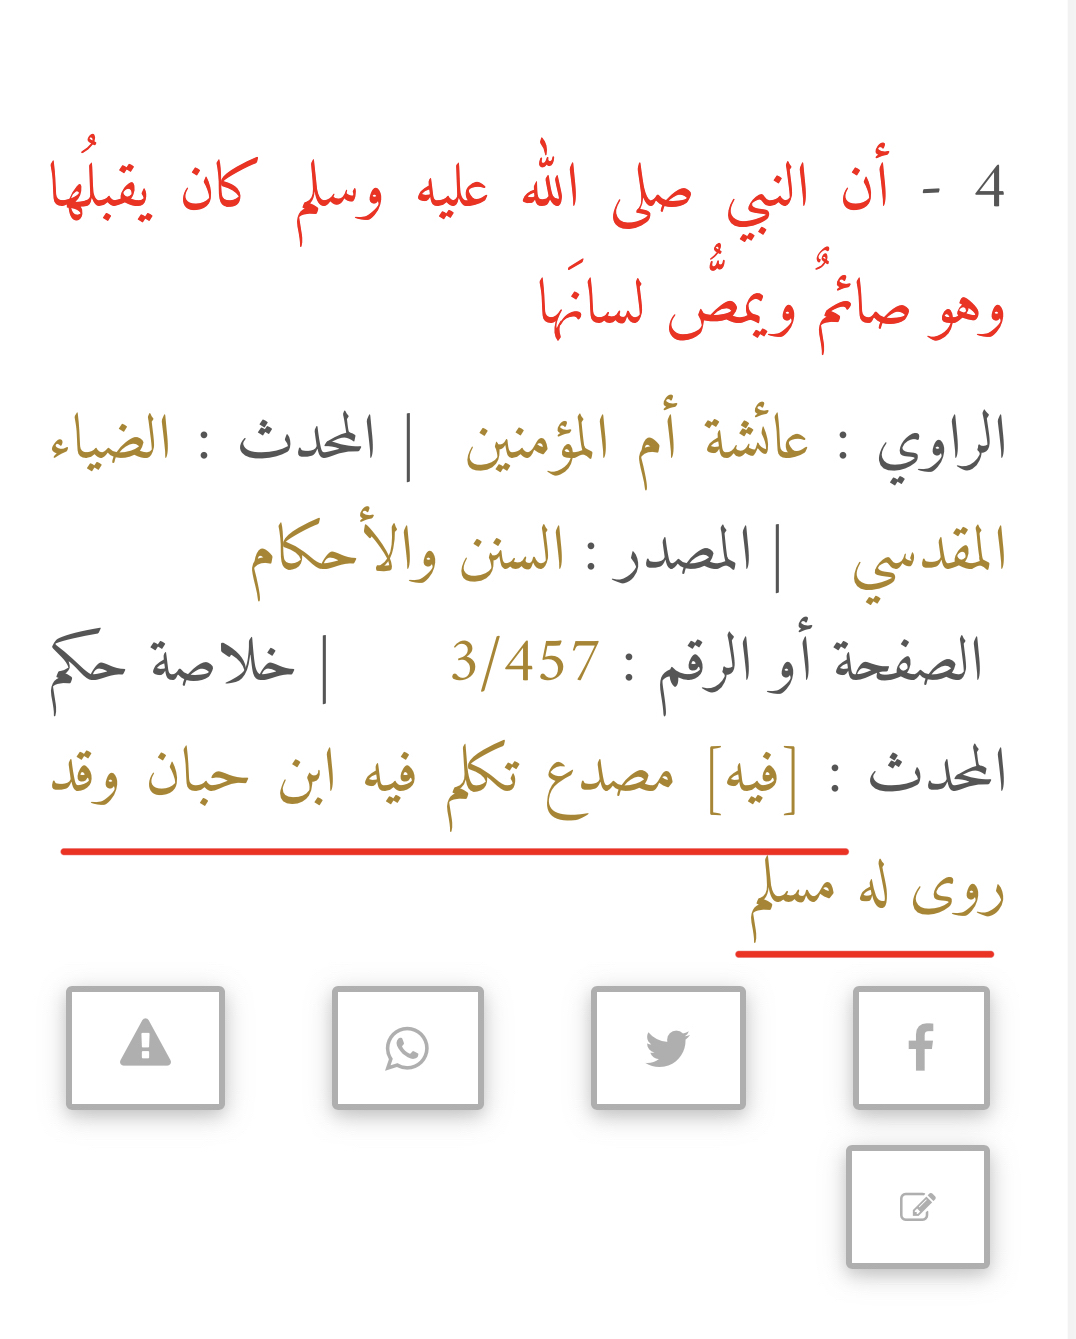 4 - أن النبي صلى الله عليه وسلم كان يقبلُها
وهو صائمٌ ويمصُّ لسانَها
الراوي : عائشة أم المؤمنين | المحدث : الضياء
المقدسي | المصدر : السنن والأحكام
الصفحة أو الرقم : 3/457 | خلاصة حكم
المحدث : [فيه] مصدع تكلم فيه ابن حبان وقد
روى له مسلم